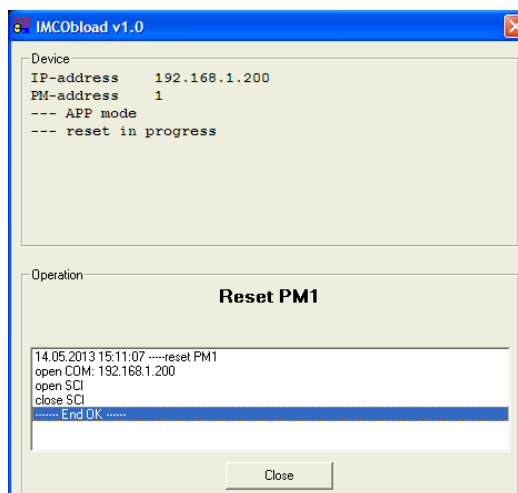 IMCObload v1.0
Device
IP-address 192.168.1.200
PM-address 1
--- APP mode
--- reset in progress
Operation
Reset PM1
14.05.2013 15:11:07 -----reset PM1
open COM: 192.168.1.200
open SCI
close SCI
------ End OK ------
Close